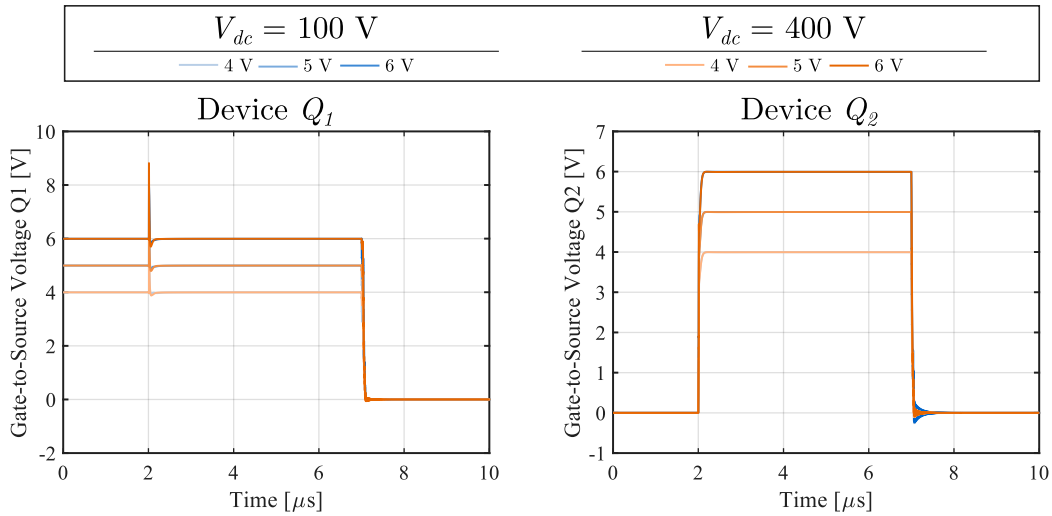 V_dc = 100 V
V_dc = 400 V
4 V 5 V 6 V
4 V 5 V 6 V
Device Q_1
Device Q_2
Gate-to-Source Voltage Q1 [V]
10
8
6
4
2
0
-2
0 2 4 6 8 10
Time [μs]
Gate-to-Source Voltage Q2 [V]
7
6
5
4
3
2
1
0
-1
0 2 4 6 8 10
Time [μs]